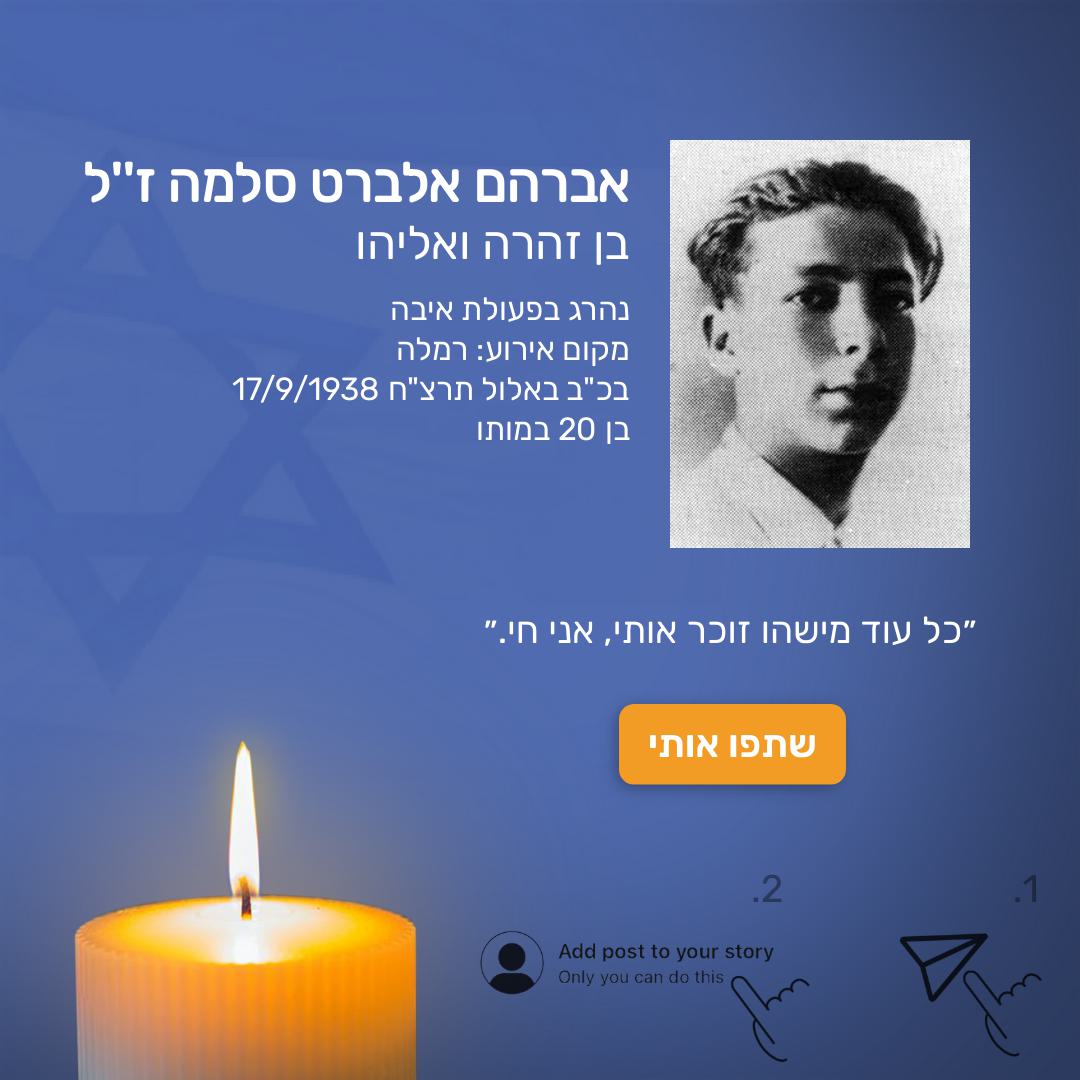 אברהם אלברט סלמה ז"ל
בן זהרה ואליהו
נהרג בפעולת איבה
מקום אירוע: רמלה
בכ"ב באלול תרצ"ח 17/9/1938
בן 20 במותו
״כל עוד מישהו זוכר אותי, אני חי.״
שתפו אותי
1.
2.
Add post to your story
Only you can do this